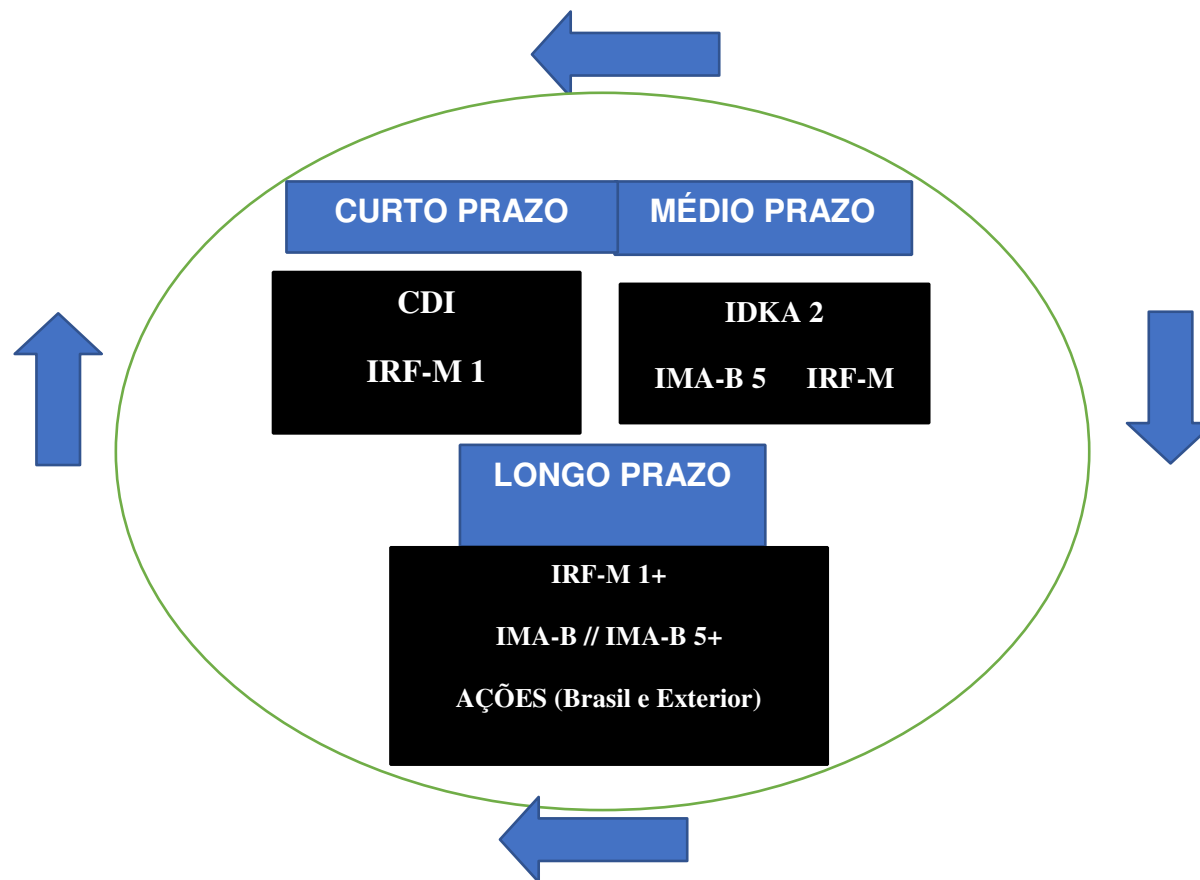 CURTO PRAZO
CDI
IRF-M 1
MÉDIO PRAZO
IDKA 2
IMA-B 5 IRF-M
LONGO PRAZO
IRF-M 1+
IMA-B // IMA-B 5+
AÇÕES (Brasil e Exterior)